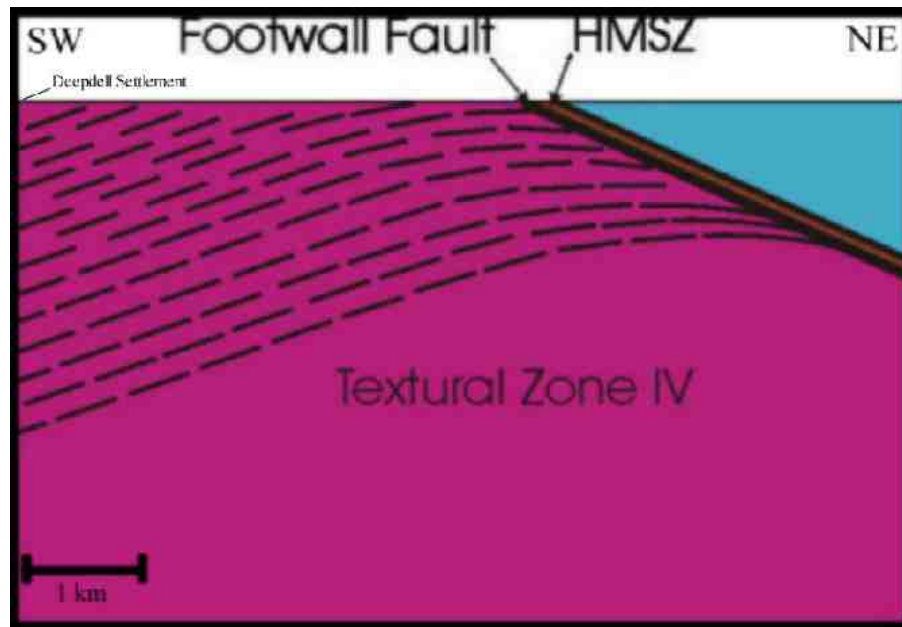 SW Footwall Fault HMSZ NE
Deepdell Settlement
Textural Zone IV
1 km